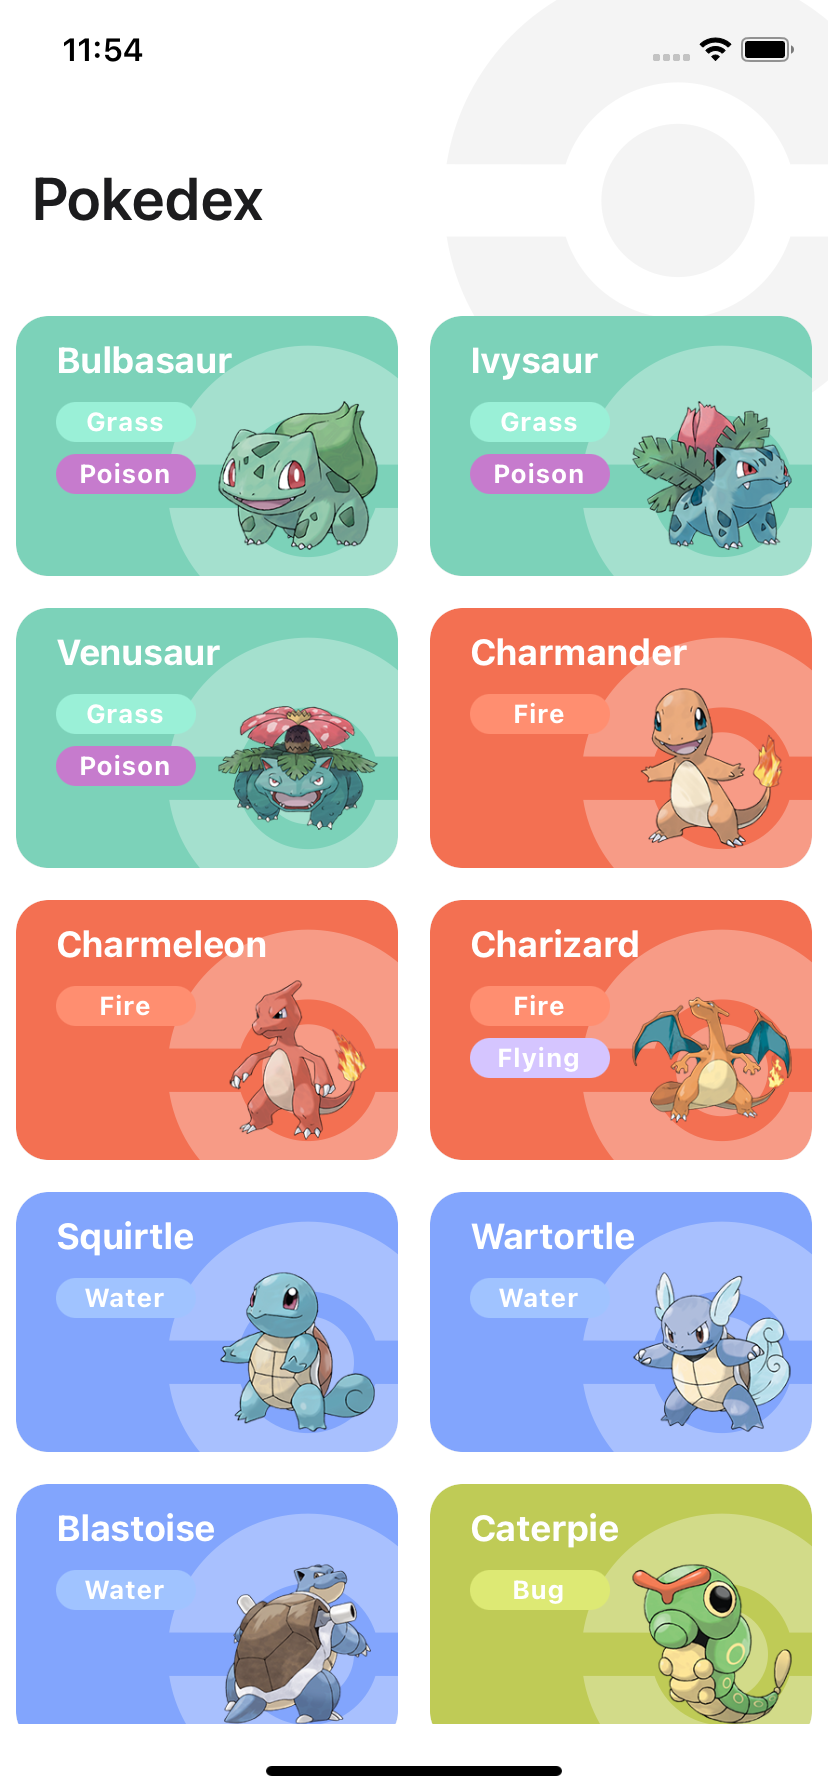 11:54
Pokedex
Bulbasaur
Grass
Poison
Ivysaur
Grass
Poison
Venusaur
Grass
Poison
Charmander
Fire
Charmeleon
Fire
Charizard
Fire
Flying
Squirtle
Water
Wartortle
Water
Blastoise
Water
Caterpie
Bug